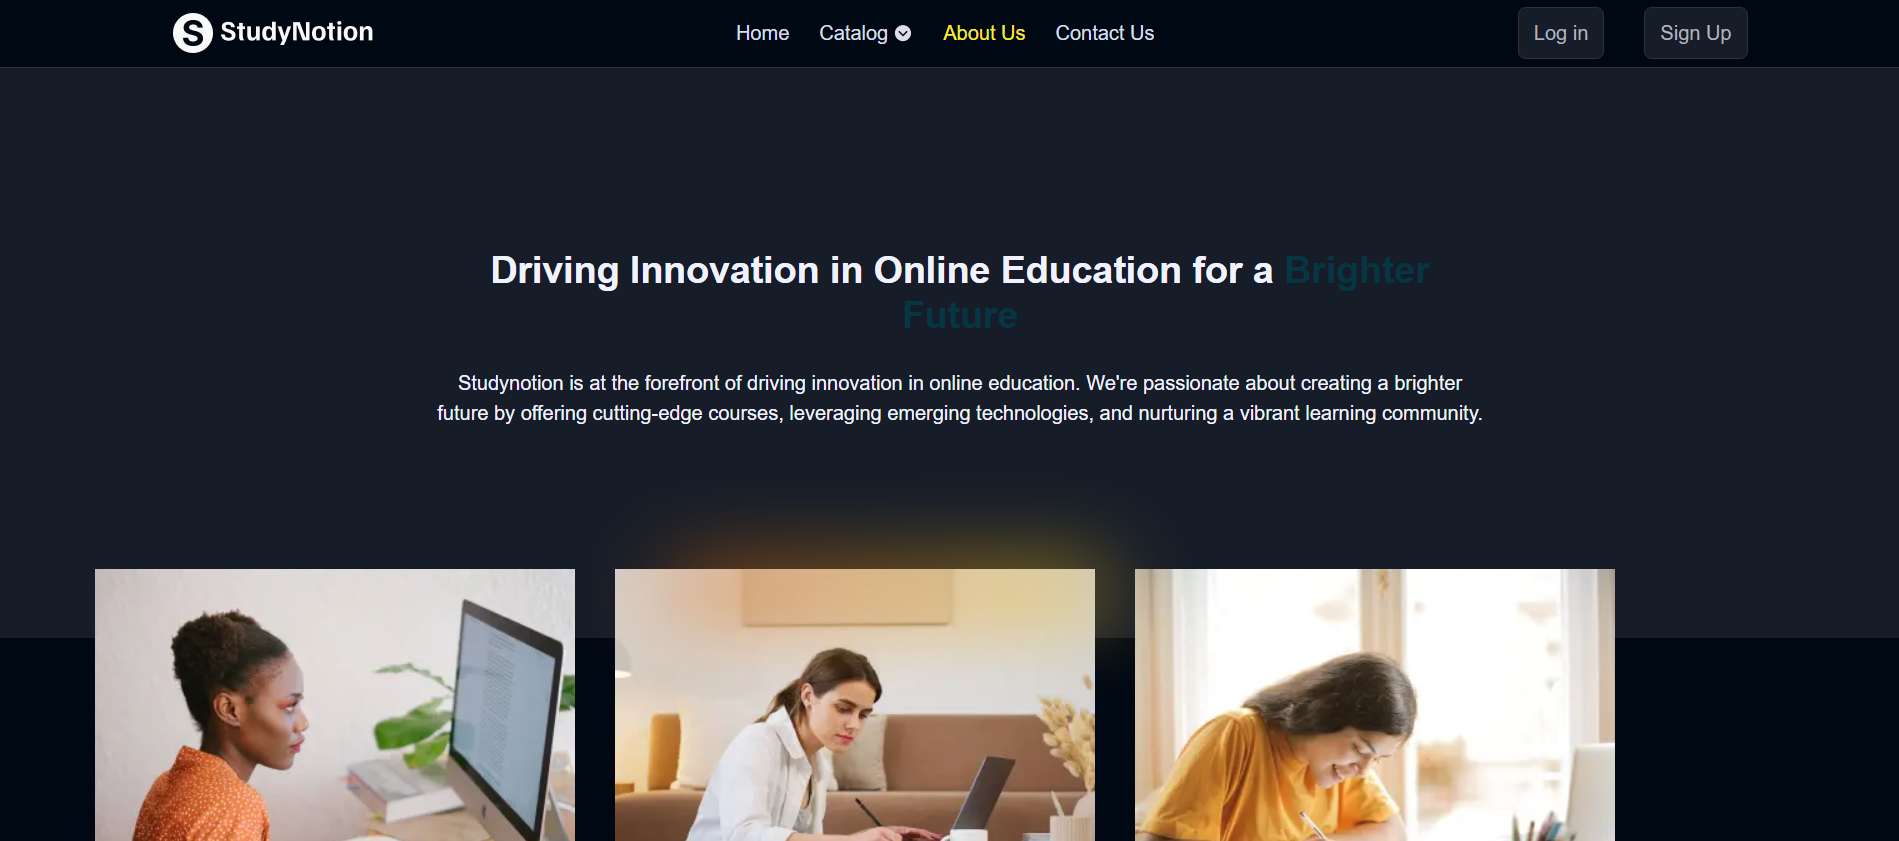 StudyNotion
Home Catalog About Us Contact Us
Log in Sign Up
Driving Innovation in Online Education for a Brighter
Future
Studynotion is at the forefront of driving innovation in online education. We're passionate about creating a brighter
future by offering cutting-edge courses, leveraging emerging technologies, and nurturing a vibrant learning community.